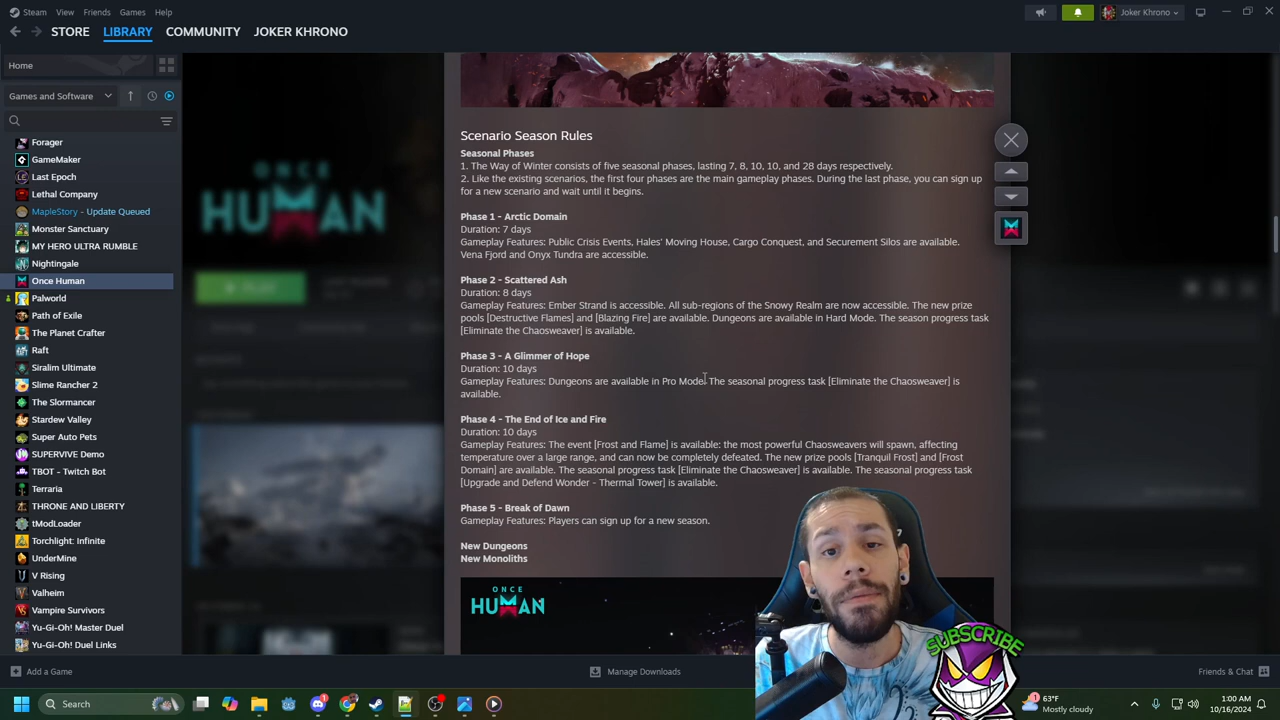 Steam View Friends Games Help
Joker Khrono
STORE LIBRARY COMMUNITY JOKER KHRONO
Home
Games and Software
Forager
GameMaker
Last Epoch
Lethal Company
MapleStory - Update Queued
Monster Sanctuary
MY HERO ULTRA RUMBLE
Nightingale
Once Human
Palworld
Path of Exile
The Planet Crafter
Raft
Siralim Ultimate
Slime Rancher 2
The Slormancer
Stardew Valley
Super Auto Pets
SUPERVIVE Demo
TBOT - Twitch Bot
Terraria
THRONE AND LIBERTY
tModLoader
Torchlight: Infinite
UnderMine
V Rising
Valheim
Vampire Survivors
Yu-Gi-Oh! Master Duel
Yu-Gi-Oh! Duel Links
ONCE
HUMAN
Scenario Season Rules
Seasonal Phases
1. The Way of Winter consists of five seasonal phases, lasting 7, 8, 10, 10, and 28 days respectively.
2. Like the existing scenarios, the first four phases are the main gameplay phases. During the last phase, you can sign up
for a new scenario and wait until it begins.
Phase 1 - Arctic Domain
Duration: 7 days
Gameplay Features: Public Crisis Events, Hales' Moving House, Cargo Conquest, and Securement Silos are available.
Vena Fjord and Onyx Tundra are accessible.
Phase 2 - Scattered Ash
Duration: 8 days
Gameplay Features: Ember Strand is accessible. All sub-regions of the Snowy Realm are now accessible. The new prize
pools [Destructive Flames] and [Blazing Fire] are available. Dungeons are available in Hard Mode. The season progress task
[Eliminate the Chaosweaver] is available.
Phase 3 - A Glimmer of Hope
Duration: 10 days
Gameplay Features: Dungeons are available in Pro Mode. The seasonal progress task [Eliminate the Chaosweaver] is
available.
Phase 4 - The End of Ice and Fire
Duration: 10 days
Gameplay Features: The event [Frost and Flame] is available: the most powerful Chaosweavers will spawn, affecting
temperature over a large range, and can now be completely defeated. The new prize pools [Tranquil Frost] and [Frost
Domain] are available. The seasonal progress task [Eliminate the Chaosweaver] is available. The seasonal progress task
[Upgrade and Defend Wonder - Thermal Tower] is available.
Phase 5 - Break of Dawn
Gameplay Features: Players can sign up for a new season.
New Dungeons
New Monoliths
ONCE
HUMAN
SUBSCRIBE
Add a Game
Manage Downloads
Friends & Chat
Search
63°F
Mostly cloudy
1:00 AM
10/16/2024